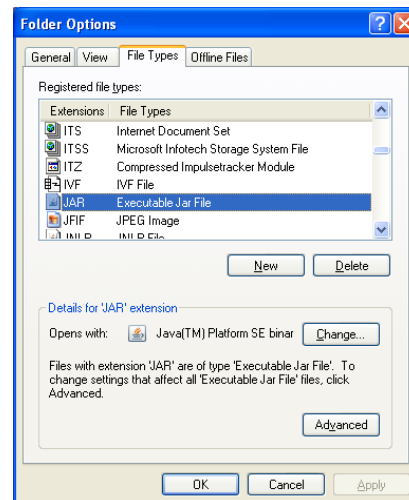 Folder Options
General View File Types Offline Files
Registered file types:
Extensions File Types
ITS Internet Document Set
ITSS Microsoft Infotech Storage System File
ITZ Compressed Impulsetracker Module
IVF IVF File
JAR Executable Jar File
JFIF JPEG Image
JNLP JNLP File
New Delete
Details for 'JAR' extension
Opens with: Java(TM) Platform SE binar Change...
Files with extension 'JAR' are of type 'Executable Jar File'. To
change settings that affect all 'Executable Jar File' files, click
Advanced.
Advanced
OK Cancel Apply